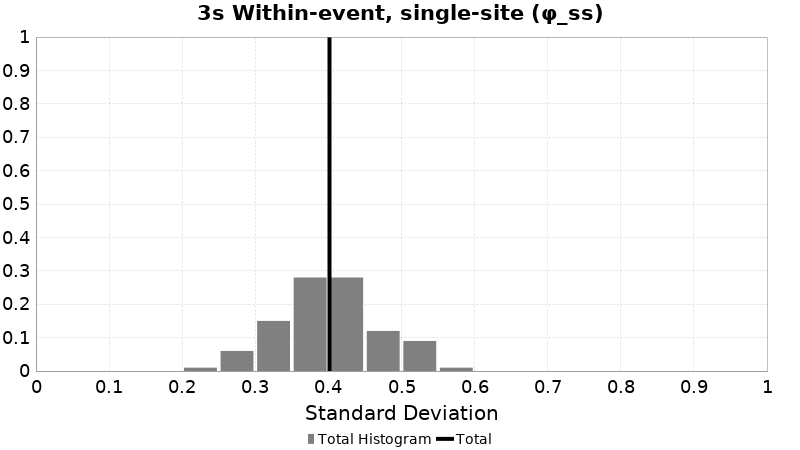 3s Within-event, single-site (φ_ss)
1
0.9
0.8
0.7
0.6
0.5
0.4
0.3
0.2
0.1
0
0 0.1 0.2 0.3 0.4 0.5 0.6 0.7 0.8 0.9 1
Standard Deviation
Total Histogram Total